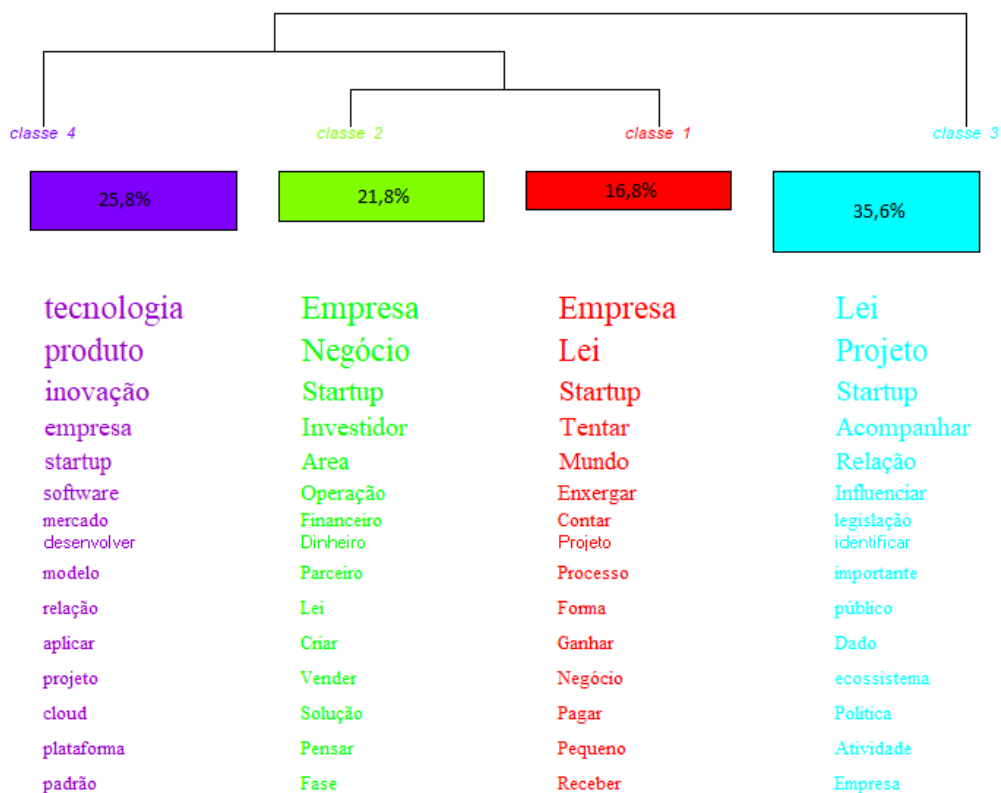 classe 4 classe 2 classe 1 classe 3
25,8% 21,8% 16,8% 35,6%
tecnologia Empresa Empresa Lei
produto Negócio Lei Projeto
inovação Startup Startup Startup
empresa Investidor Tentar Acompanhar
startup Area Mundo Relação
software Operação Enxergar Influenciar
mercado Financeiro Contar legislação
desenvolver Dinheiro Projeto identificar
modelo Parceiro Processo importante
relação Lei Forma público
aplicar Criar Ganhar Dado
projeto Vender Negócio ecossistema
cloud Solução Pagar Política
plataforma Pensar Pequeno Atividade
padrão Fase Receber Empresa